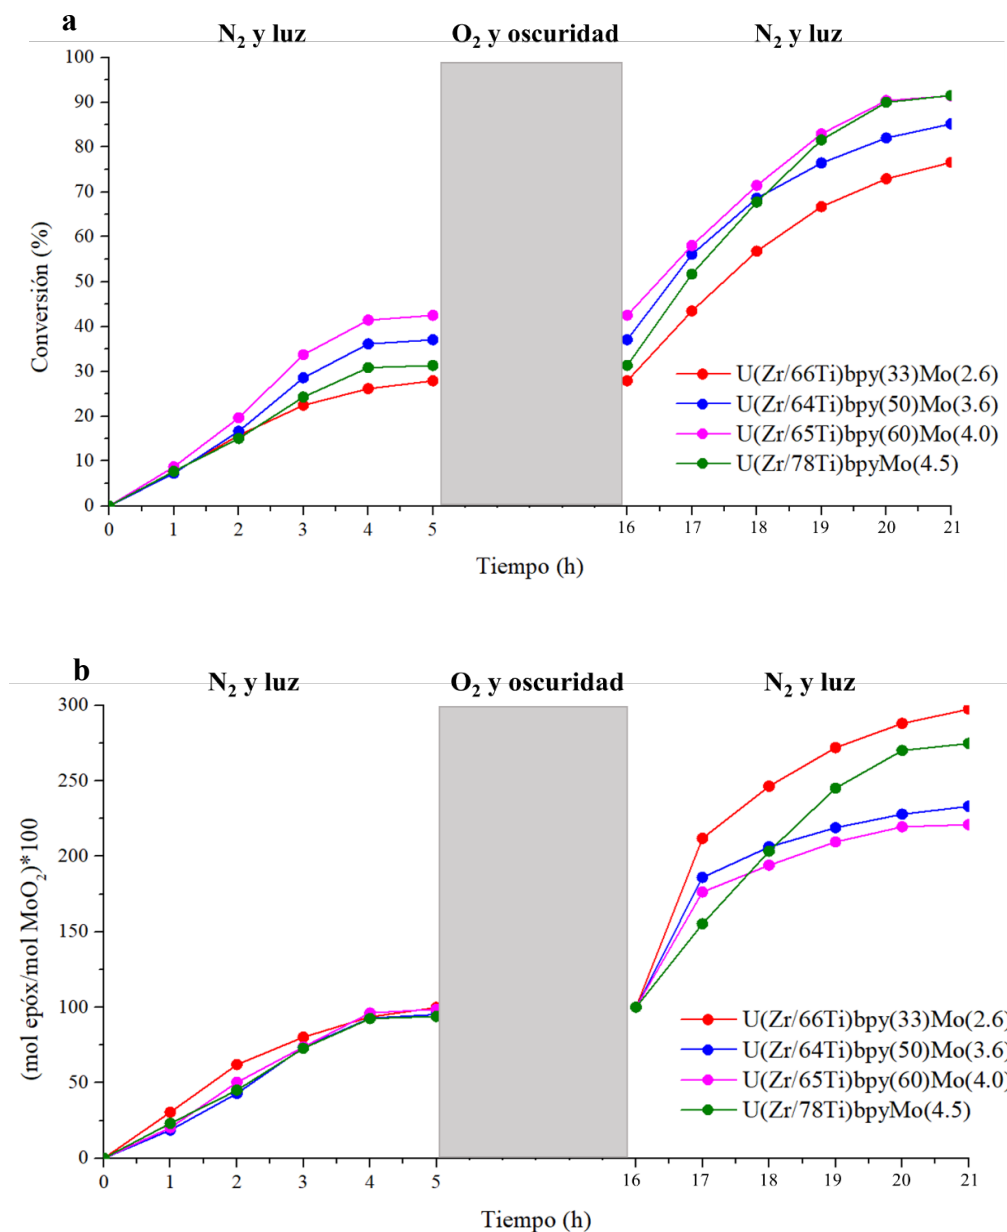 a
N₂ y luz O₂ y oscuridad N₂ y luz
100
90
80
70
60
50
40
30
20
10
0
Conversión (%)
U(Zr/66Ti)bpy(33)Mo(2.6)
U(Zr/64Ti)bpy(50)Mo(3.6)
U(Zr/65Ti)bpy(60)Mo(4.0)
U(Zr/78Ti)bpyMo(4.5)
0 1 2 3 4 5 16 17 18 19 20 21
Tiempo (h)
b
N₂ y luz O₂ y oscuridad N₂ y luz
300
250
200
150
100
50
0
(mol epóx/mol MoO₂)*100
U(Zr/66Ti)bpy(33)Mo(2.6)
U(Zr/64Ti)bpy(50)Mo(3.6)
U(Zr/65Ti)bpy(60)Mo(4.0)
U(Zr/78Ti)bpyMo(4.5)
0 1 2 3 4 5 16 17 18 19 20 21
Tiempo (h)